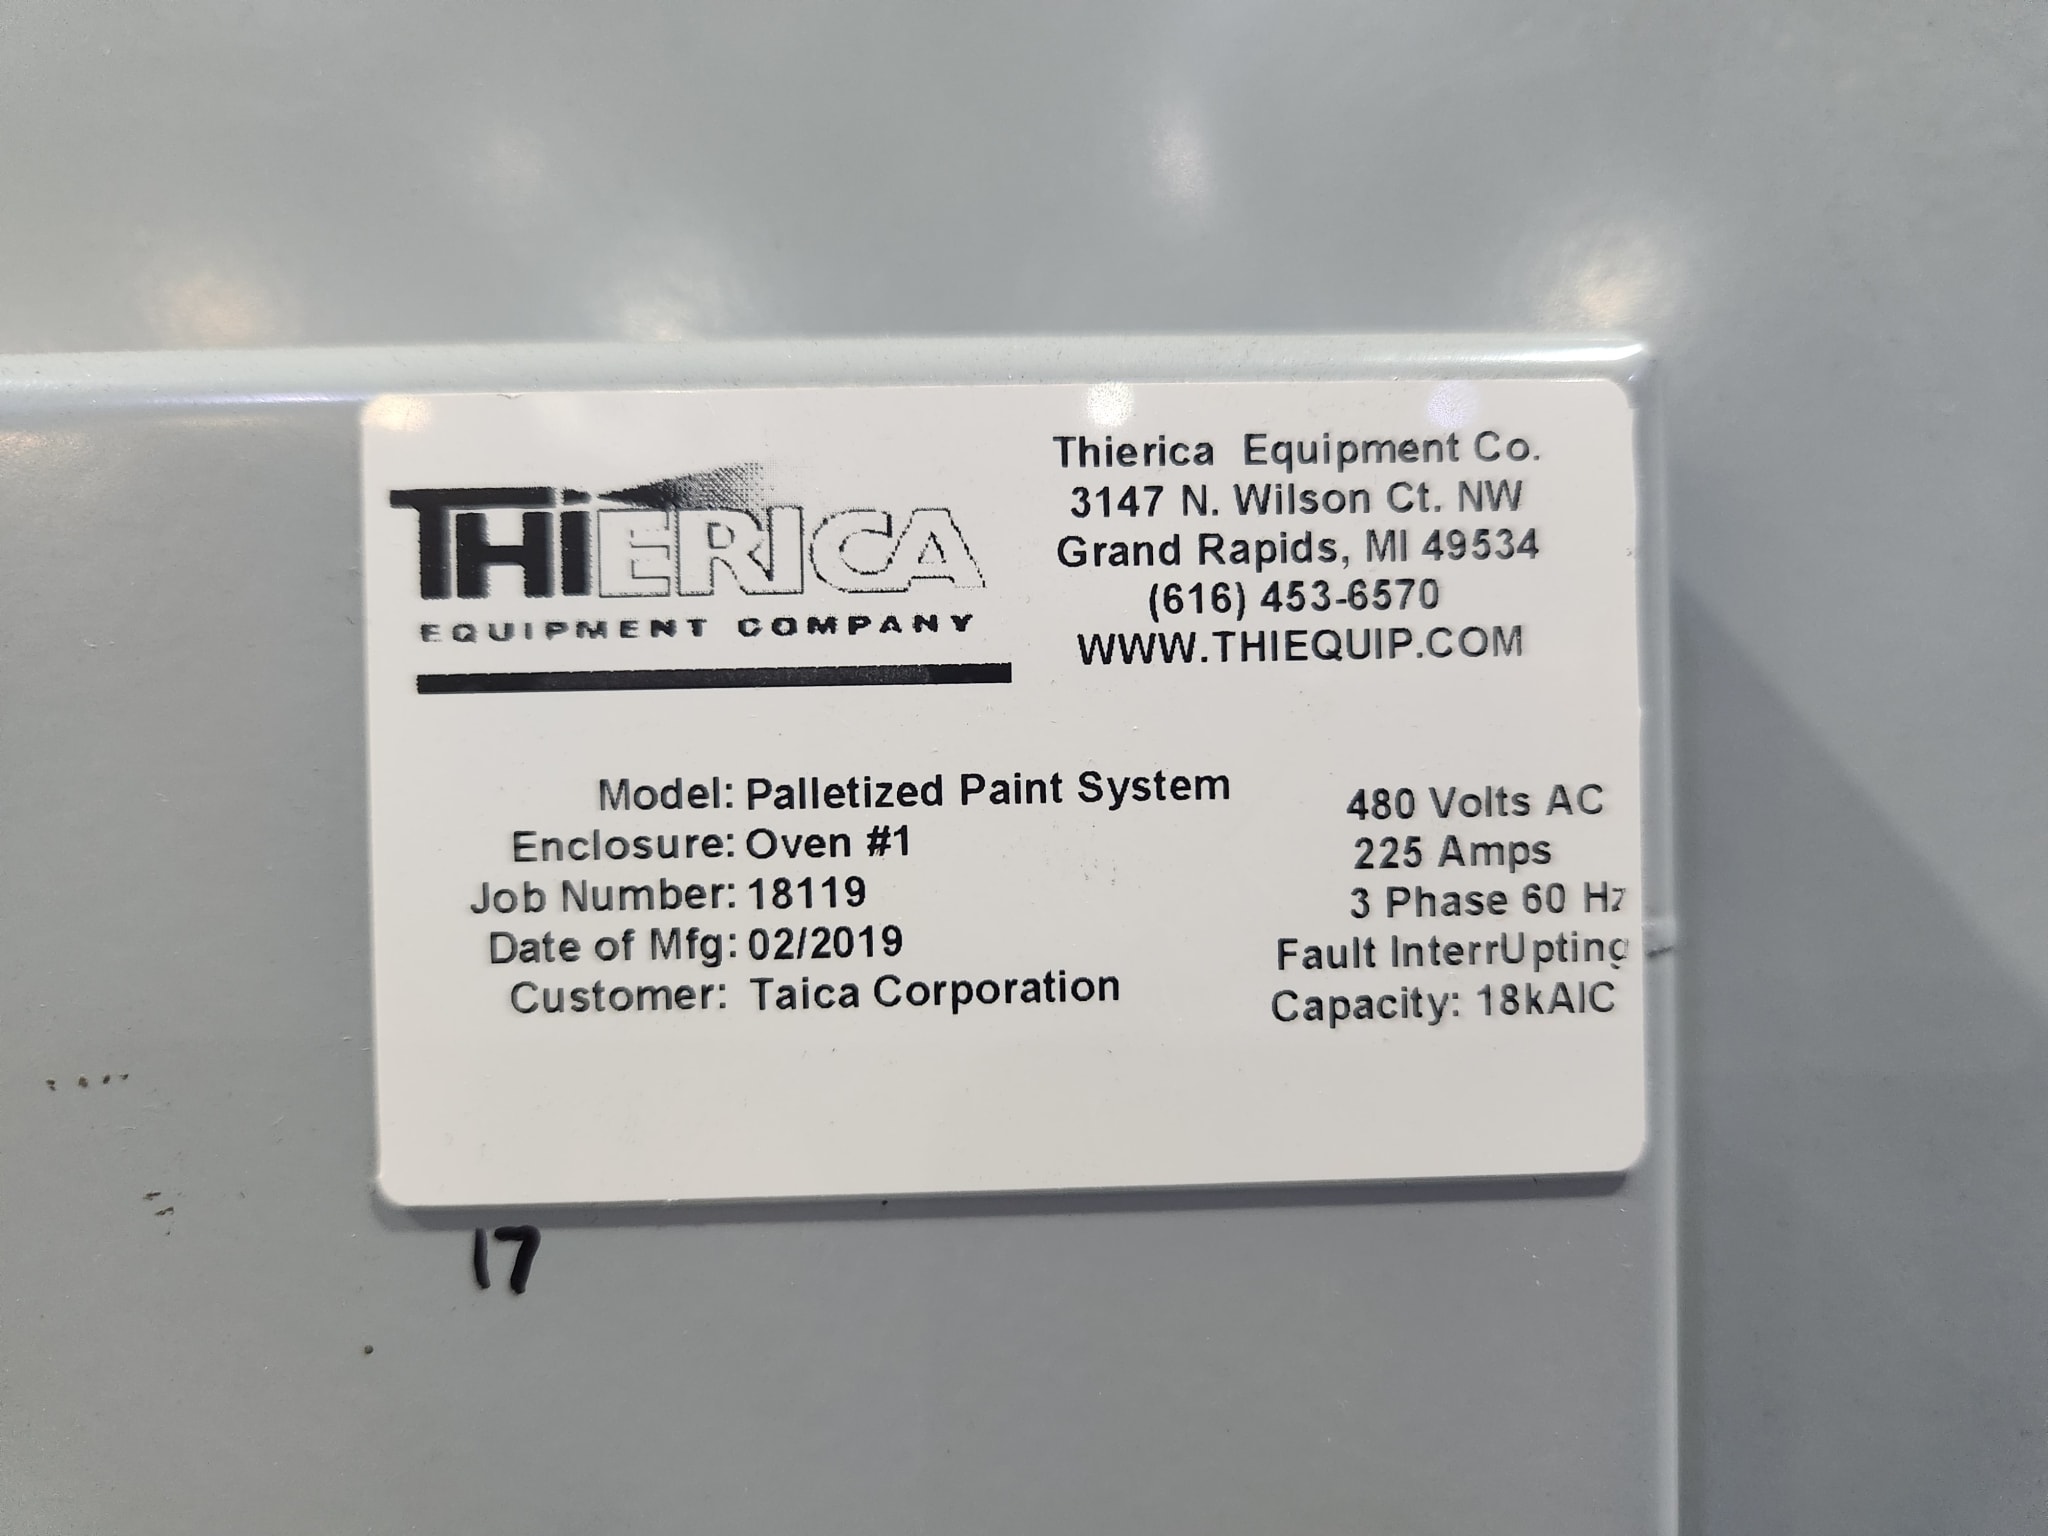 THIERICA
EQUIPMENT COMPANY
Thierica Equipment Co.
3147 N. Wilson Ct. NW
Grand Rapids, MI 49534
(616) 453-6570
WWW.THIEQUIP.COM
Model: Palletized Paint System
Enclosure: Oven #1
Job Number: 18119
Date of Mfg: 02/2019
Customer: Taica Corporation
480 Volts AC
225 Amps
3 Phase 60 Hz
Fault InterrUpting
Capacity: 18kAIC
17